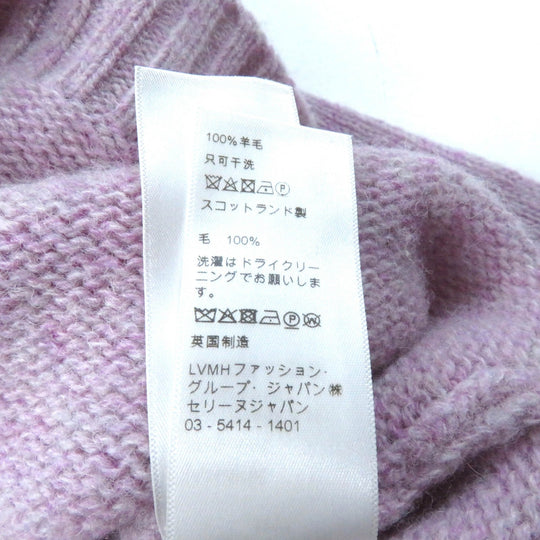 100%羊毛
只可干洗
スコットランド製
毛 100%
洗濯はドライクリー
ニングでお願いしま
す。
英国制造
LVMHファッション・
グループ・ジャパン㈱
セリーヌジャパン
03 - 5414 - 1401